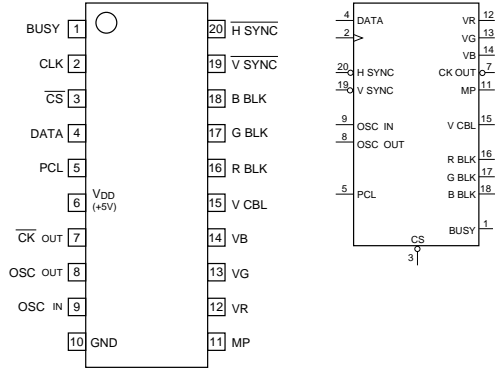 BUSY 1
CLK 2
CS 3
DATA 4
PCL 5
6 VDD
(+5V)
CK OUT 7
OSC OUT 8
OSC IN 9
10 GND
20 H SYNC
19 V SYNC
18 B BLK
17 G BLK
16 R BLK
15 V CBL
14 VB
13 VG
12 VR
11 MP
4 DATA
2
20 H SYNC
19 V SYNC
9 OSC IN
8 OSC OUT
5 PCL
VR 12
VG 13
VB 14
CK OUT 7
MP 11
V CBL 15
R BLK 16
G BLK 17
B BLK 18
BUSY 1
CS
3